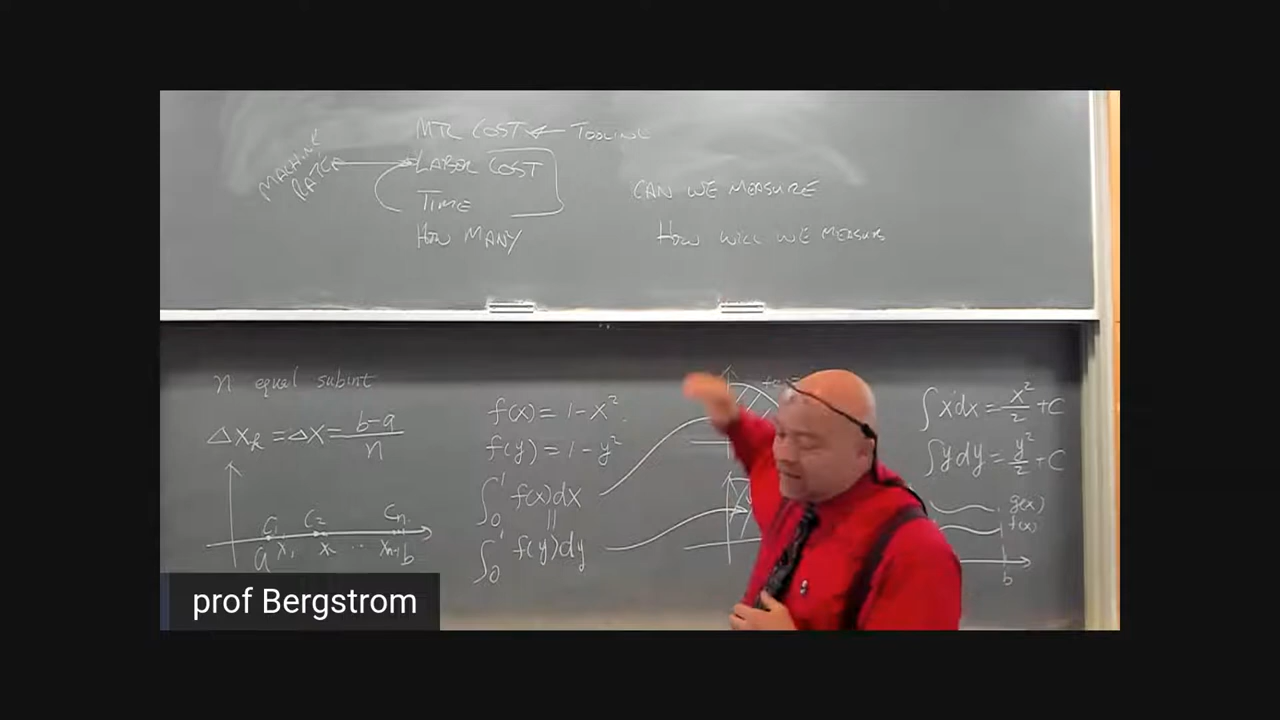 MTL COST ← TOOLING
MACHINE
RATE
LABOR COST
TIME
HOW MANY
CAN WE MEASURE
HOW WILL WE MEASURE
n equal subint
Δx_k = Δx = (b-a)/n
C₁ C₂ Cₙ
a x₁ x₂ ... xₙ₋₁ b
f(x) = 1-x²
f(y) = 1-y²
∫₀¹ f(x)dx
||
∫₀¹ f(y)dy
∫xdx = x²/2 + C
∫ydy = y²/2 + C
g(x)
f(x)
b
prof Bergstrom